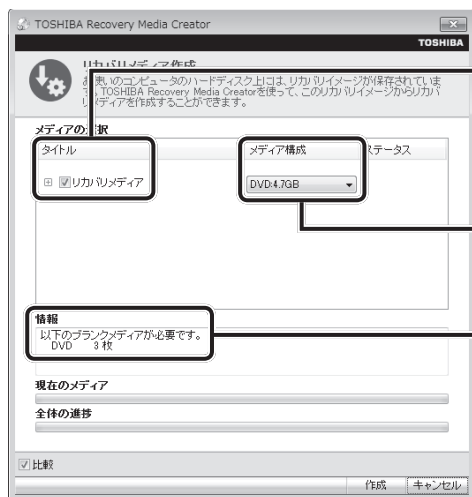 TOSHIBA Recovery Media Creator
TOSHIBA
リカバリメディア作成
お使いのコンピュータのハードディスク上には、リカバリイメージが保存されていま
す。TOSHIBA Recovery Media Creatorを使って、このリカバリイメージからリカバ
リメディアを作成することができます。
メディアの選択
タイトル
メディア構成
ステータス
リカバリメディア
DVD:4.7GB
情報
以下のブランクメディアが必要です。
DVD 3 枚
現在のメディア
全体の進捗
比較
作成
キャンセル